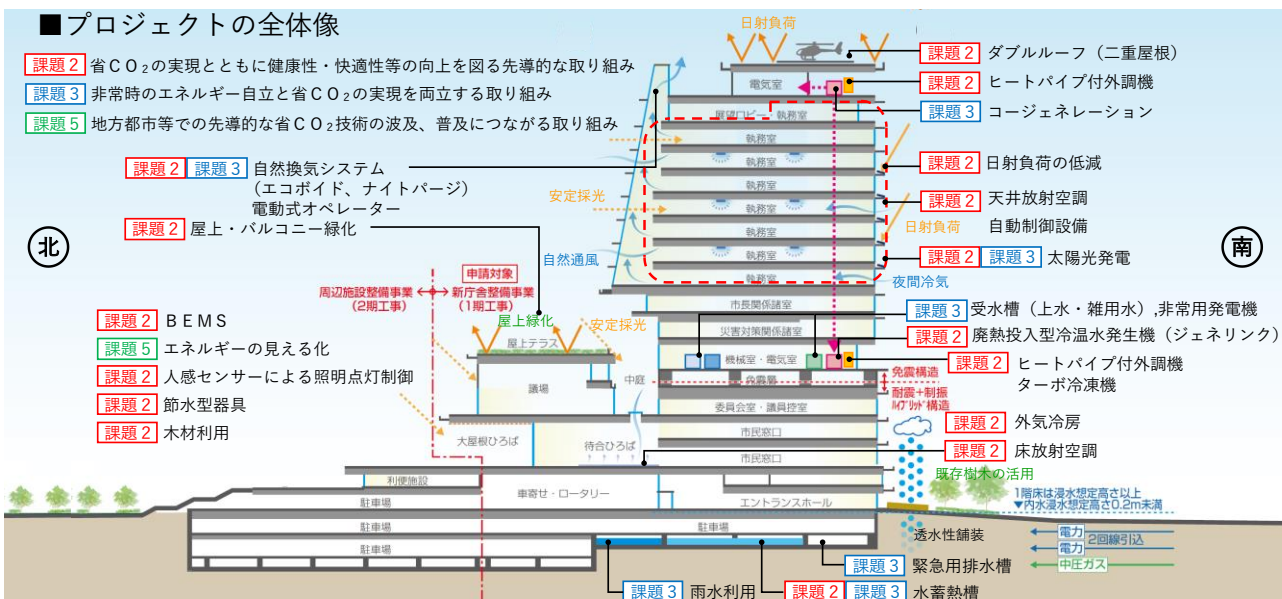 ■プロジェクトの全体像
課題2 省CO₂の実現とともに健康性・快適性等の向上を図る先導的な取り組み
課題3 非常時のエネルギー自立と省CO₂の実現を両立する取り組み
課題5 地方都市等での先導的な省CO₂技術の波及、普及につながる取り組み
課題2 課題3 自然換気システム
(エコボイド、ナイトパージ)
電動式オペレーター
課題2 屋上・バルコニー緑化
北
課題2 BEMS
課題5 エネルギーの見える化
課題2 人感センサーによる照明点灯制御
課題2 節水型器具
課題2 木材利用
申請対象
周辺施設整備事業
(2期工事)
新庁舎整備事業
(1期工事)
屋上緑化
屋上テラス
安定採光
議場
中庭
大屋根ひろば
待合ひろば
利便施設
車寄せ・ロータリー
駐車場
駐車場
駐車場
駐車場
日射負荷
電気室
展望ロビー・執務室
執務室
執務室
執務室
執務室
執務室
執務室
執務室
安定採光
自然通風
日射負荷
夜間冷気
市長関係諸室
災害対策関係諸室
機械室・電気室
免震層
委員会室・議員控室
市民窓口
市民窓口
エントランスホール
免震構造
耐震+制振
ハイブリッド構造
課題2 ダブルルーフ(二重屋根)
課題2 ヒートパイプ付外調機
課題3 コージェネレーション
課題2 日射負荷の低減
課題2 天井放射空調
自動制御設備
南
課題2 課題3 太陽光発電
課題3 受水槽(上水・雑用水),非常用発電機
課題2 廃熱投入型冷温水発生機(ジェネリンク)
課題2 ヒートパイプ付外調機
ターボ冷凍機
課題2 外気冷房
課題2 床放射空調
既存樹木の活用
1階床は浸水想定高さ以上
▼内水浸水想定高さ0.2m未満
透水性舗装
電力
電力
2回線引込
中圧ガス
課題3 緊急用排水槽
課題3 雨水利用
課題2 課題3 水蓄熱槽